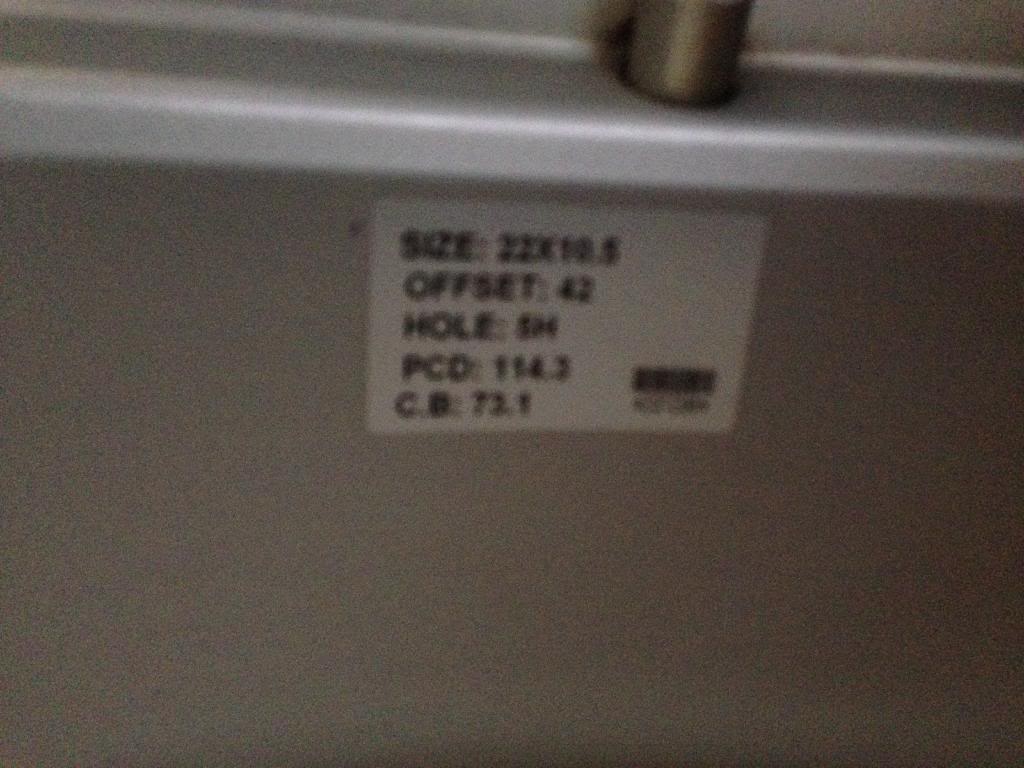 SIZE: 22X10.5
OFFSET: 42
HOLE: 5H
PCD: 114.3
C.B: 73.1